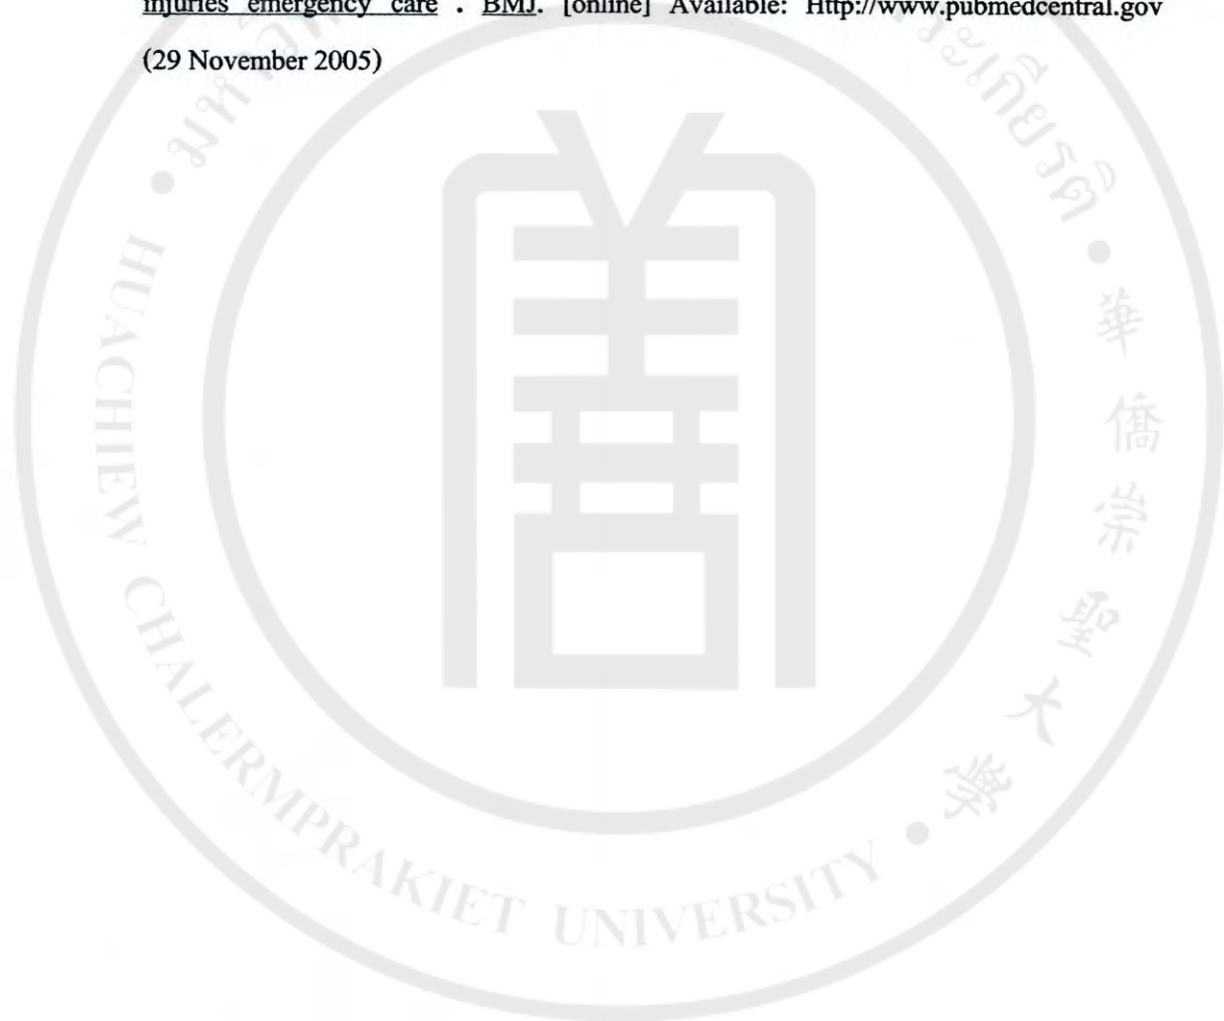 injuries emergency care . BMJ. [online] Available: Http://www.pubmedcentral.gov
(29 November 2005)
HUACHIEW CHALERMPRAKIET UNIVERSITY
華僑崇聖大學